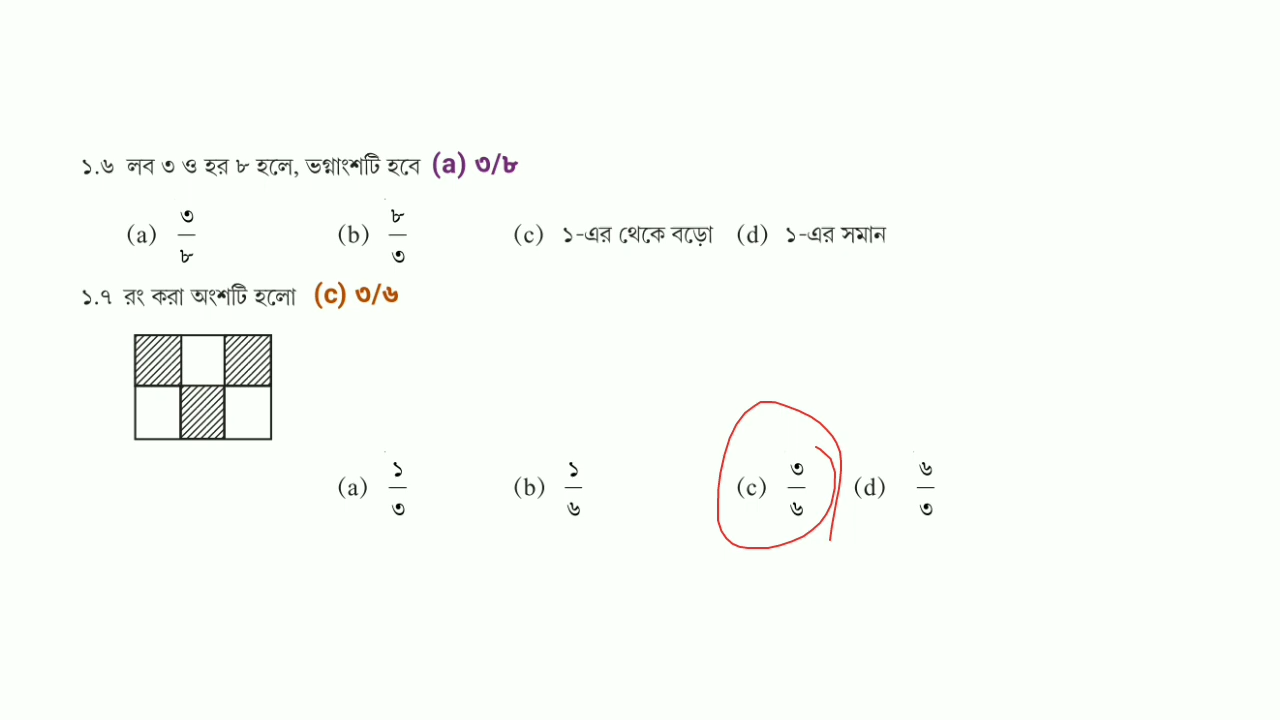 ১.৬ লব ৩ ও হর ৮ হলে, ভগ্নাংশটি হবে (a) ৩/৮
(a) ৩/৮ (b) ৮/৩ (c) ১-এর থেকে বড়ো (d) ১-এর সমান
১.৭ রং করা অংশটি হলো (c) ৩/৬
(a) ১/৩ (b) ১/৬ (c) ৩/৬ (d) ৬/৩